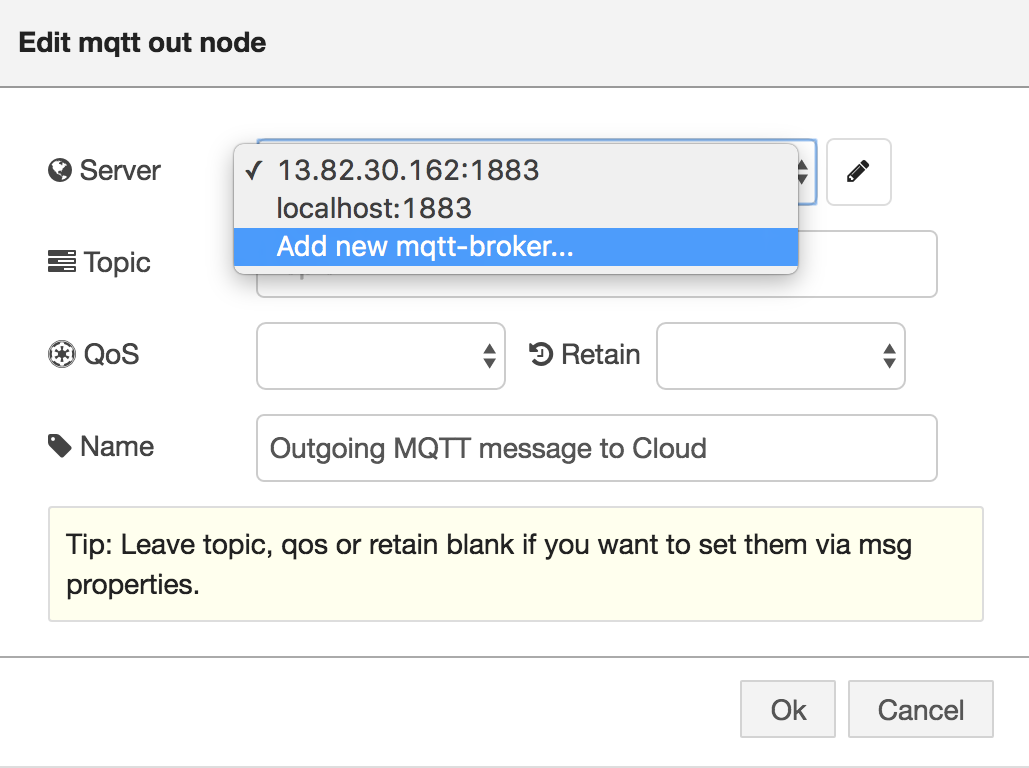 Edit mqtt out node
Server
✓ 13.82.30.162:1883
localhost:1883
Add new mqtt-broker...
Topic
QoS
Retain
Name
Outgoing MQTT message to Cloud
Tip: Leave topic, qos or retain blank if you want to set them via msg
properties.
Ok
Cancel